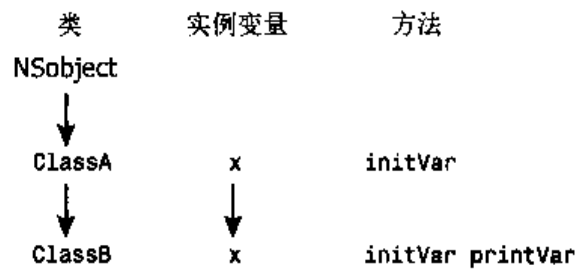 类 实例变量 方法
NSobject
ClassA x initVar
ClassB x initVar printVar